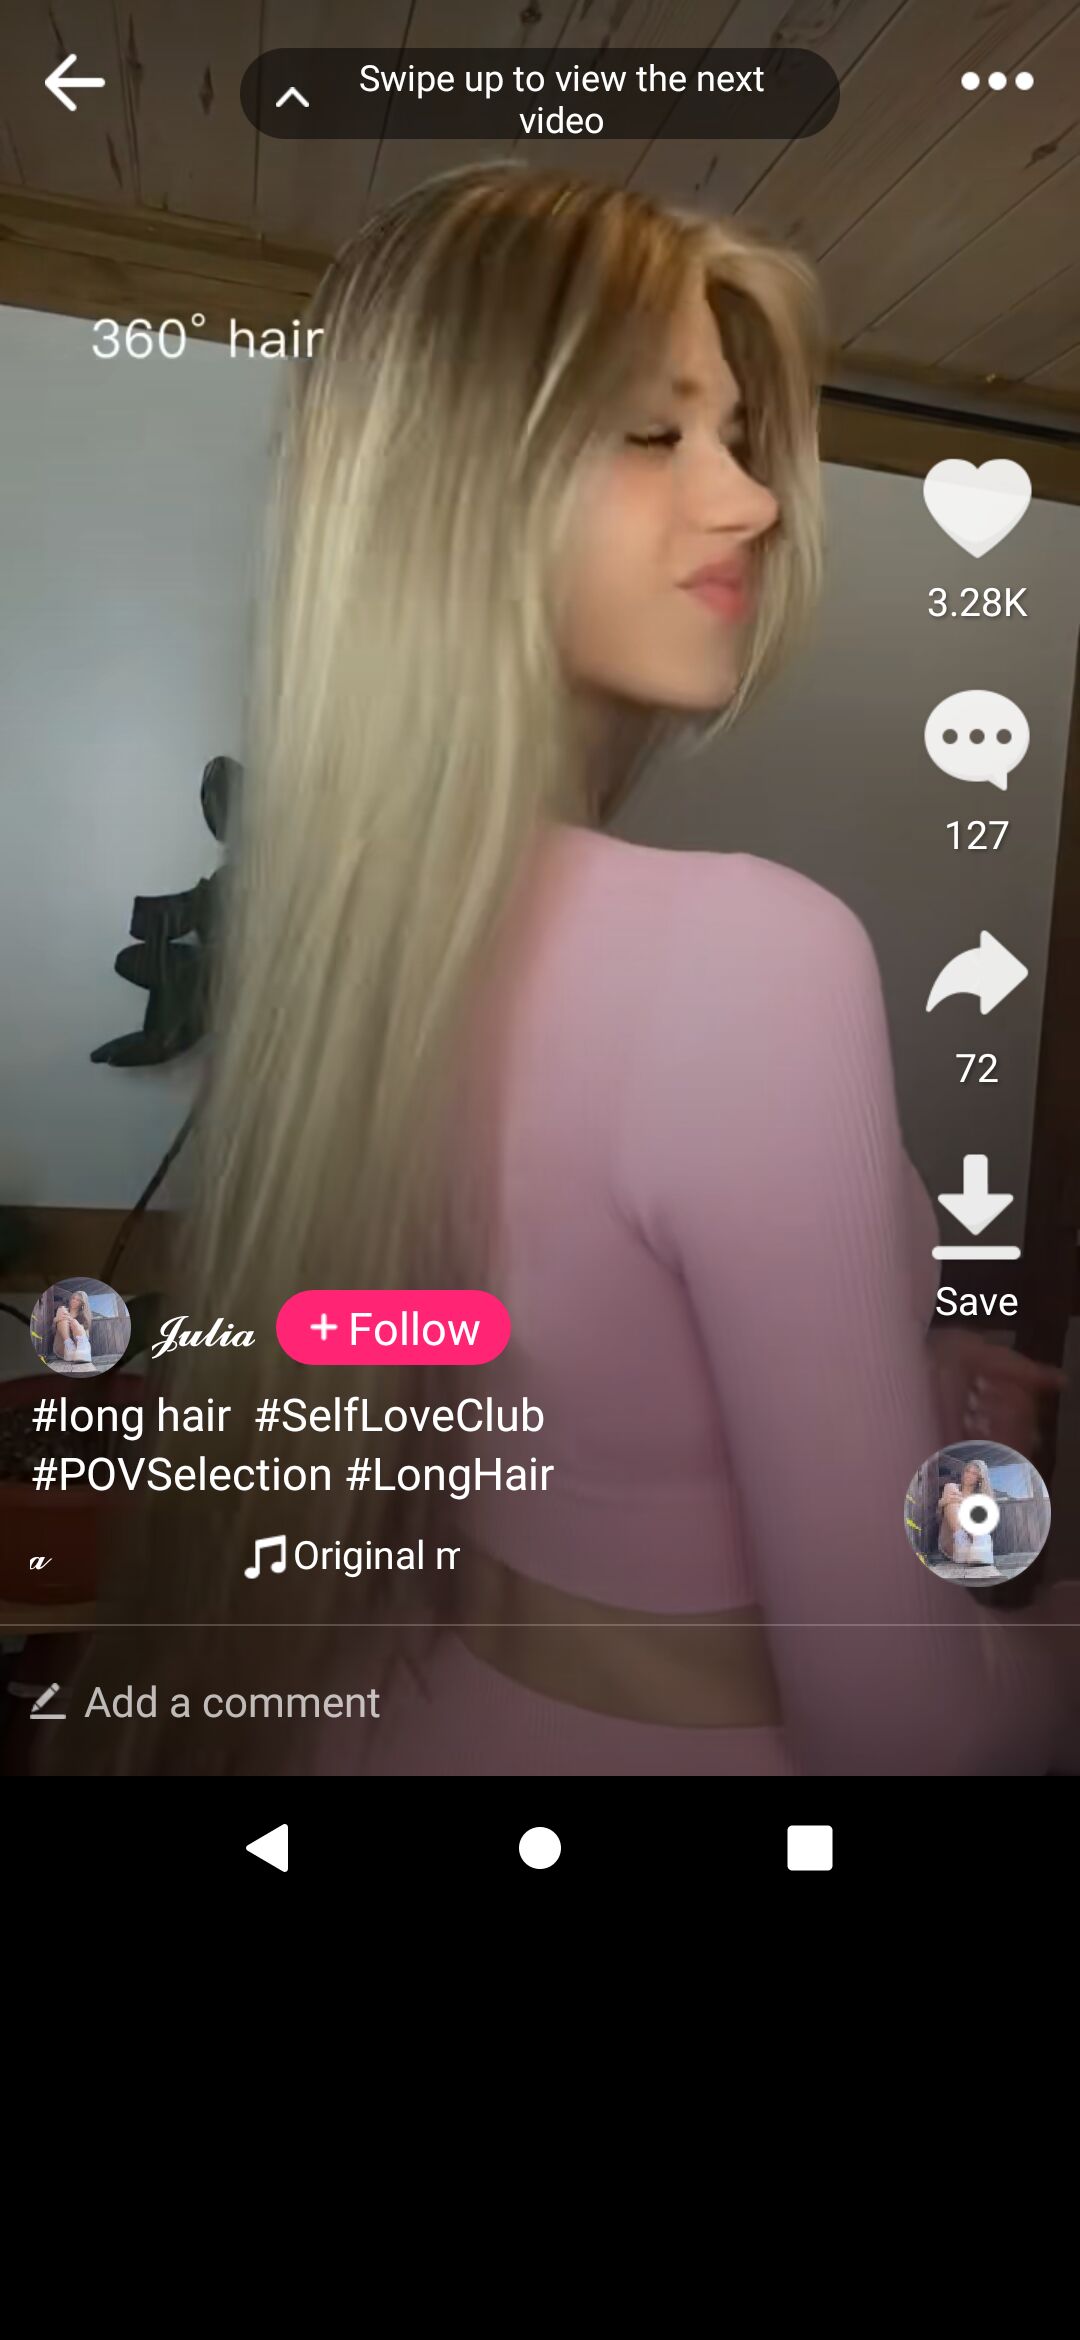 Swipe up to view the next
video
360° hair
3.28K
127
72
Save
Julia
+ Follow
#long hair #SelfLoveClub
#POVSelection #LongHair
a
Original m
Add a comment